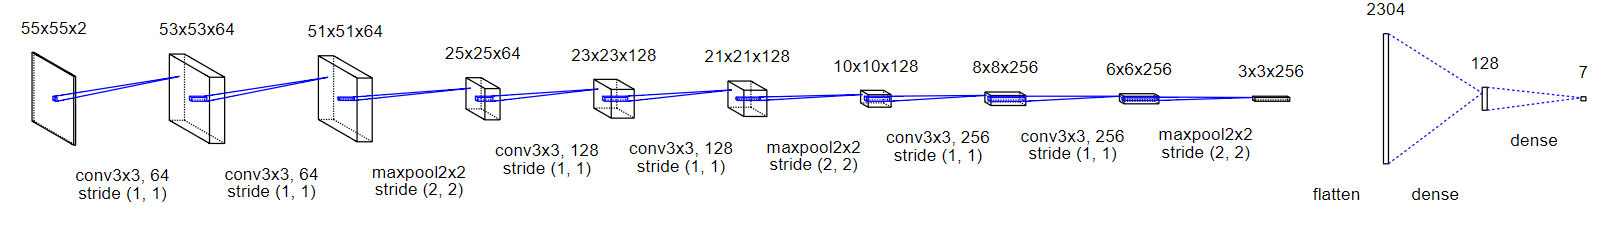 55x55x2
53x53x64
51x51x64
25x25x64
23x23x128
21x21x128
10x10x128
8x8x256
6x6x256
3x3x256
2304
128
7
conv3x3, 64
stride (1, 1)
conv3x3, 64
stride (1, 1)
maxpool2x2
stride (2, 2)
conv3x3, 128
stride (1, 1)
conv3x3, 128
stride (1, 1)
maxpool2x2
stride (2, 2)
conv3x3, 256
stride (1, 1)
conv3x3, 256
stride (1, 1)
maxpool2x2
stride (2, 2)
flatten
dense
dense